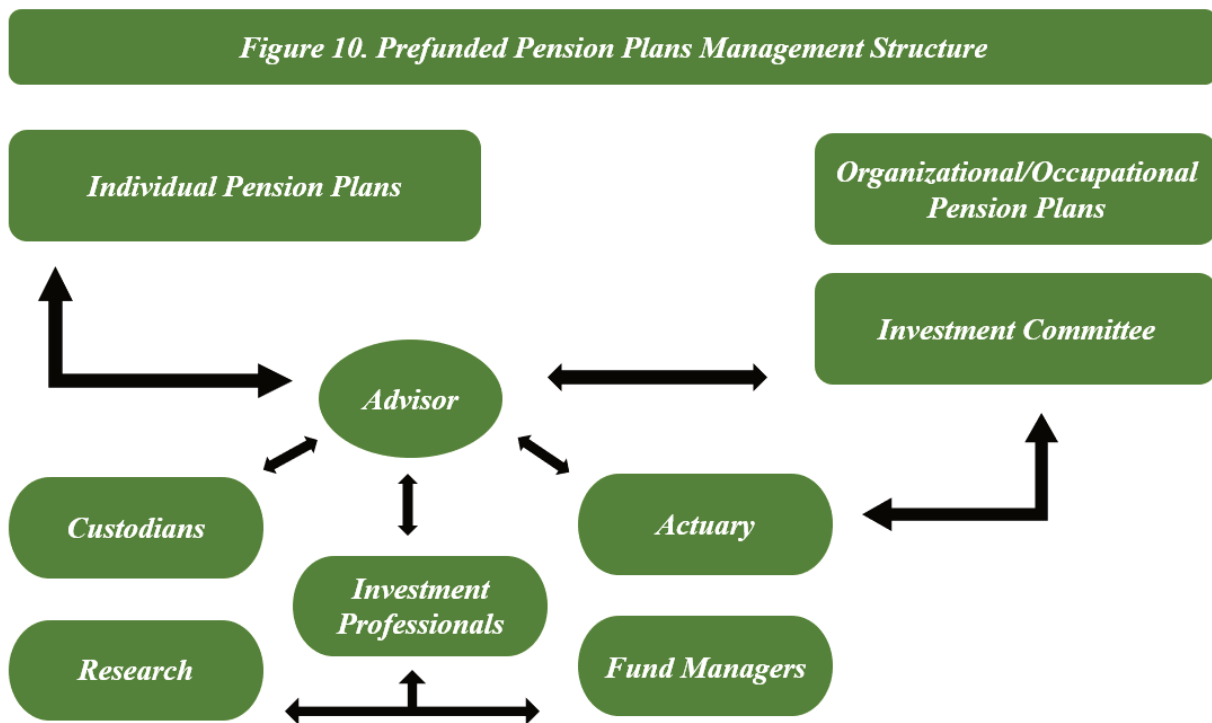 Figure 10. Prefunded Pension Plans Management Structure
Individual Pension Plans
Organizational/Occupational
Pension Plans
Investment Committee
Advisor
Custodians
Actuary
Investment
Professionals
Research
Fund Managers